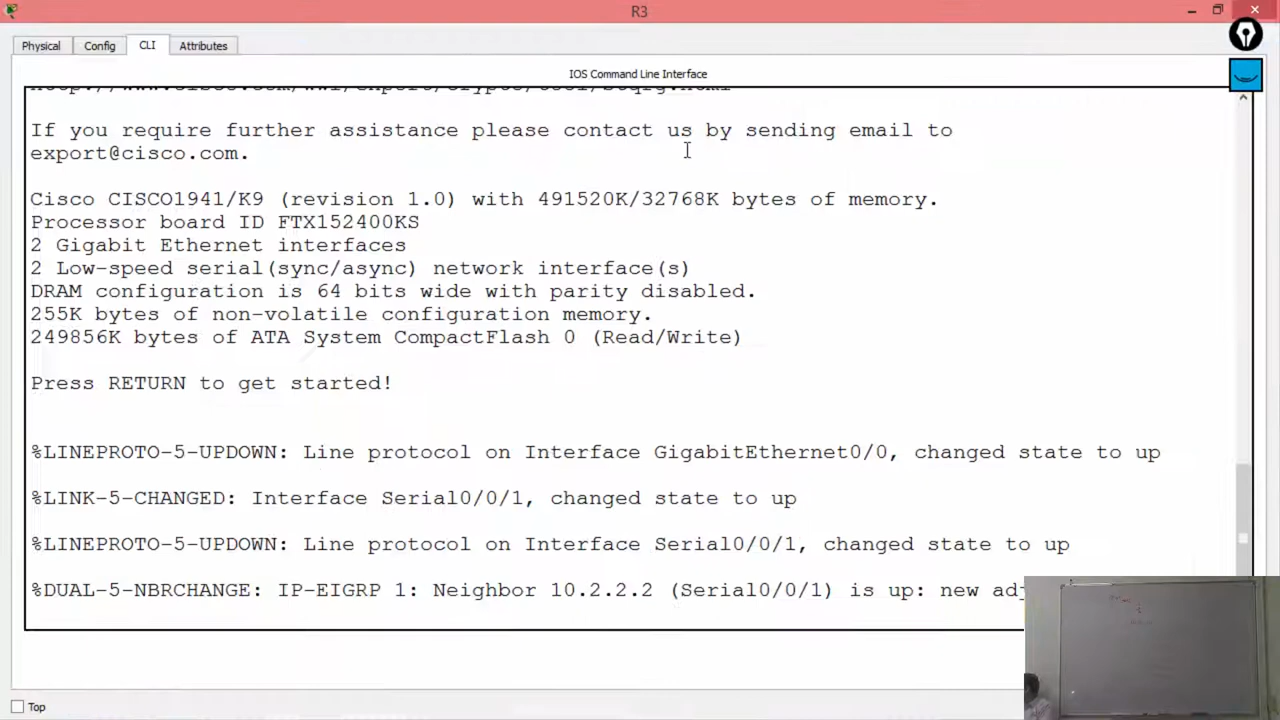 R3
Physical
Config
CLI
Attributes
IOS Command Line Interface
If you require further assistance please contact us by sending email to
export@cisco.com.
Cisco CISCO1941/K9 (revision 1.0) with 491520K/32768K bytes of memory.
Processor board ID FTX152400KS
2 Gigabit Ethernet interfaces
2 Low-speed serial(sync/async) network interface(s)
DRAM configuration is 64 bits wide with parity disabled.
255K bytes of non-volatile configuration memory.
249856K bytes of ATA System CompactFlash 0 (Read/Write)
Press RETURN to get started!
%LINEPROTO-5-UPDOWN: Line protocol on Interface GigabitEthernet0/0, changed state to up
%LINK-5-CHANGED: Interface Serial0/0/1, changed state to up
%LINEPROTO-5-UPDOWN: Line protocol on Interface Serial0/0/1, changed state to up
%DUAL-5-NBRCHANGE: IP-EIGRP 1: Neighbor 10.2.2.2 (Serial0/0/1) is up: new
Top